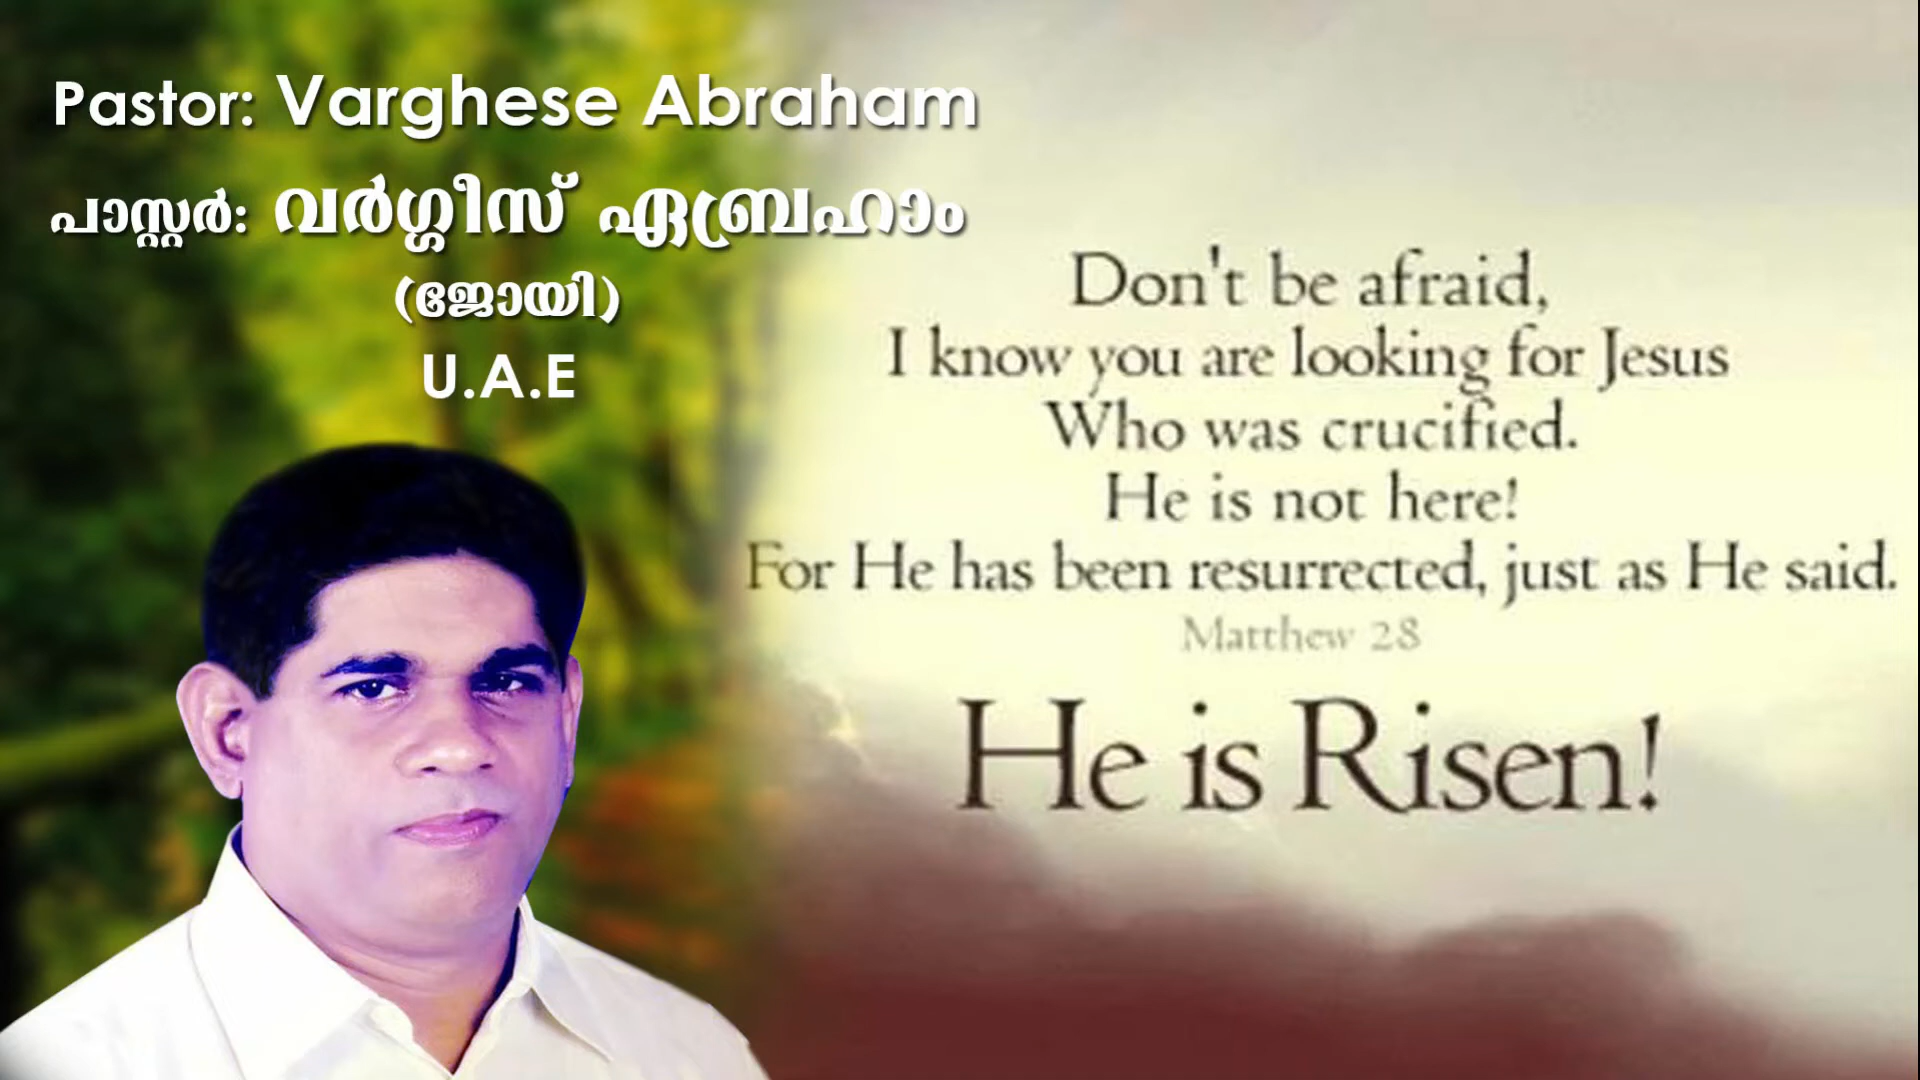 Pastor: Varghese Abraham
പാസ്റ്റർ: വർഗ്ഗീസ് ഏബ്രഹാം
(ജോയി)
U.A.E
Don't be afraid,
I know you are looking for Jesus
Who was crucified.
He is not here!
For He has been resurrected, just as He said.
Matthew 28
He is Risen!